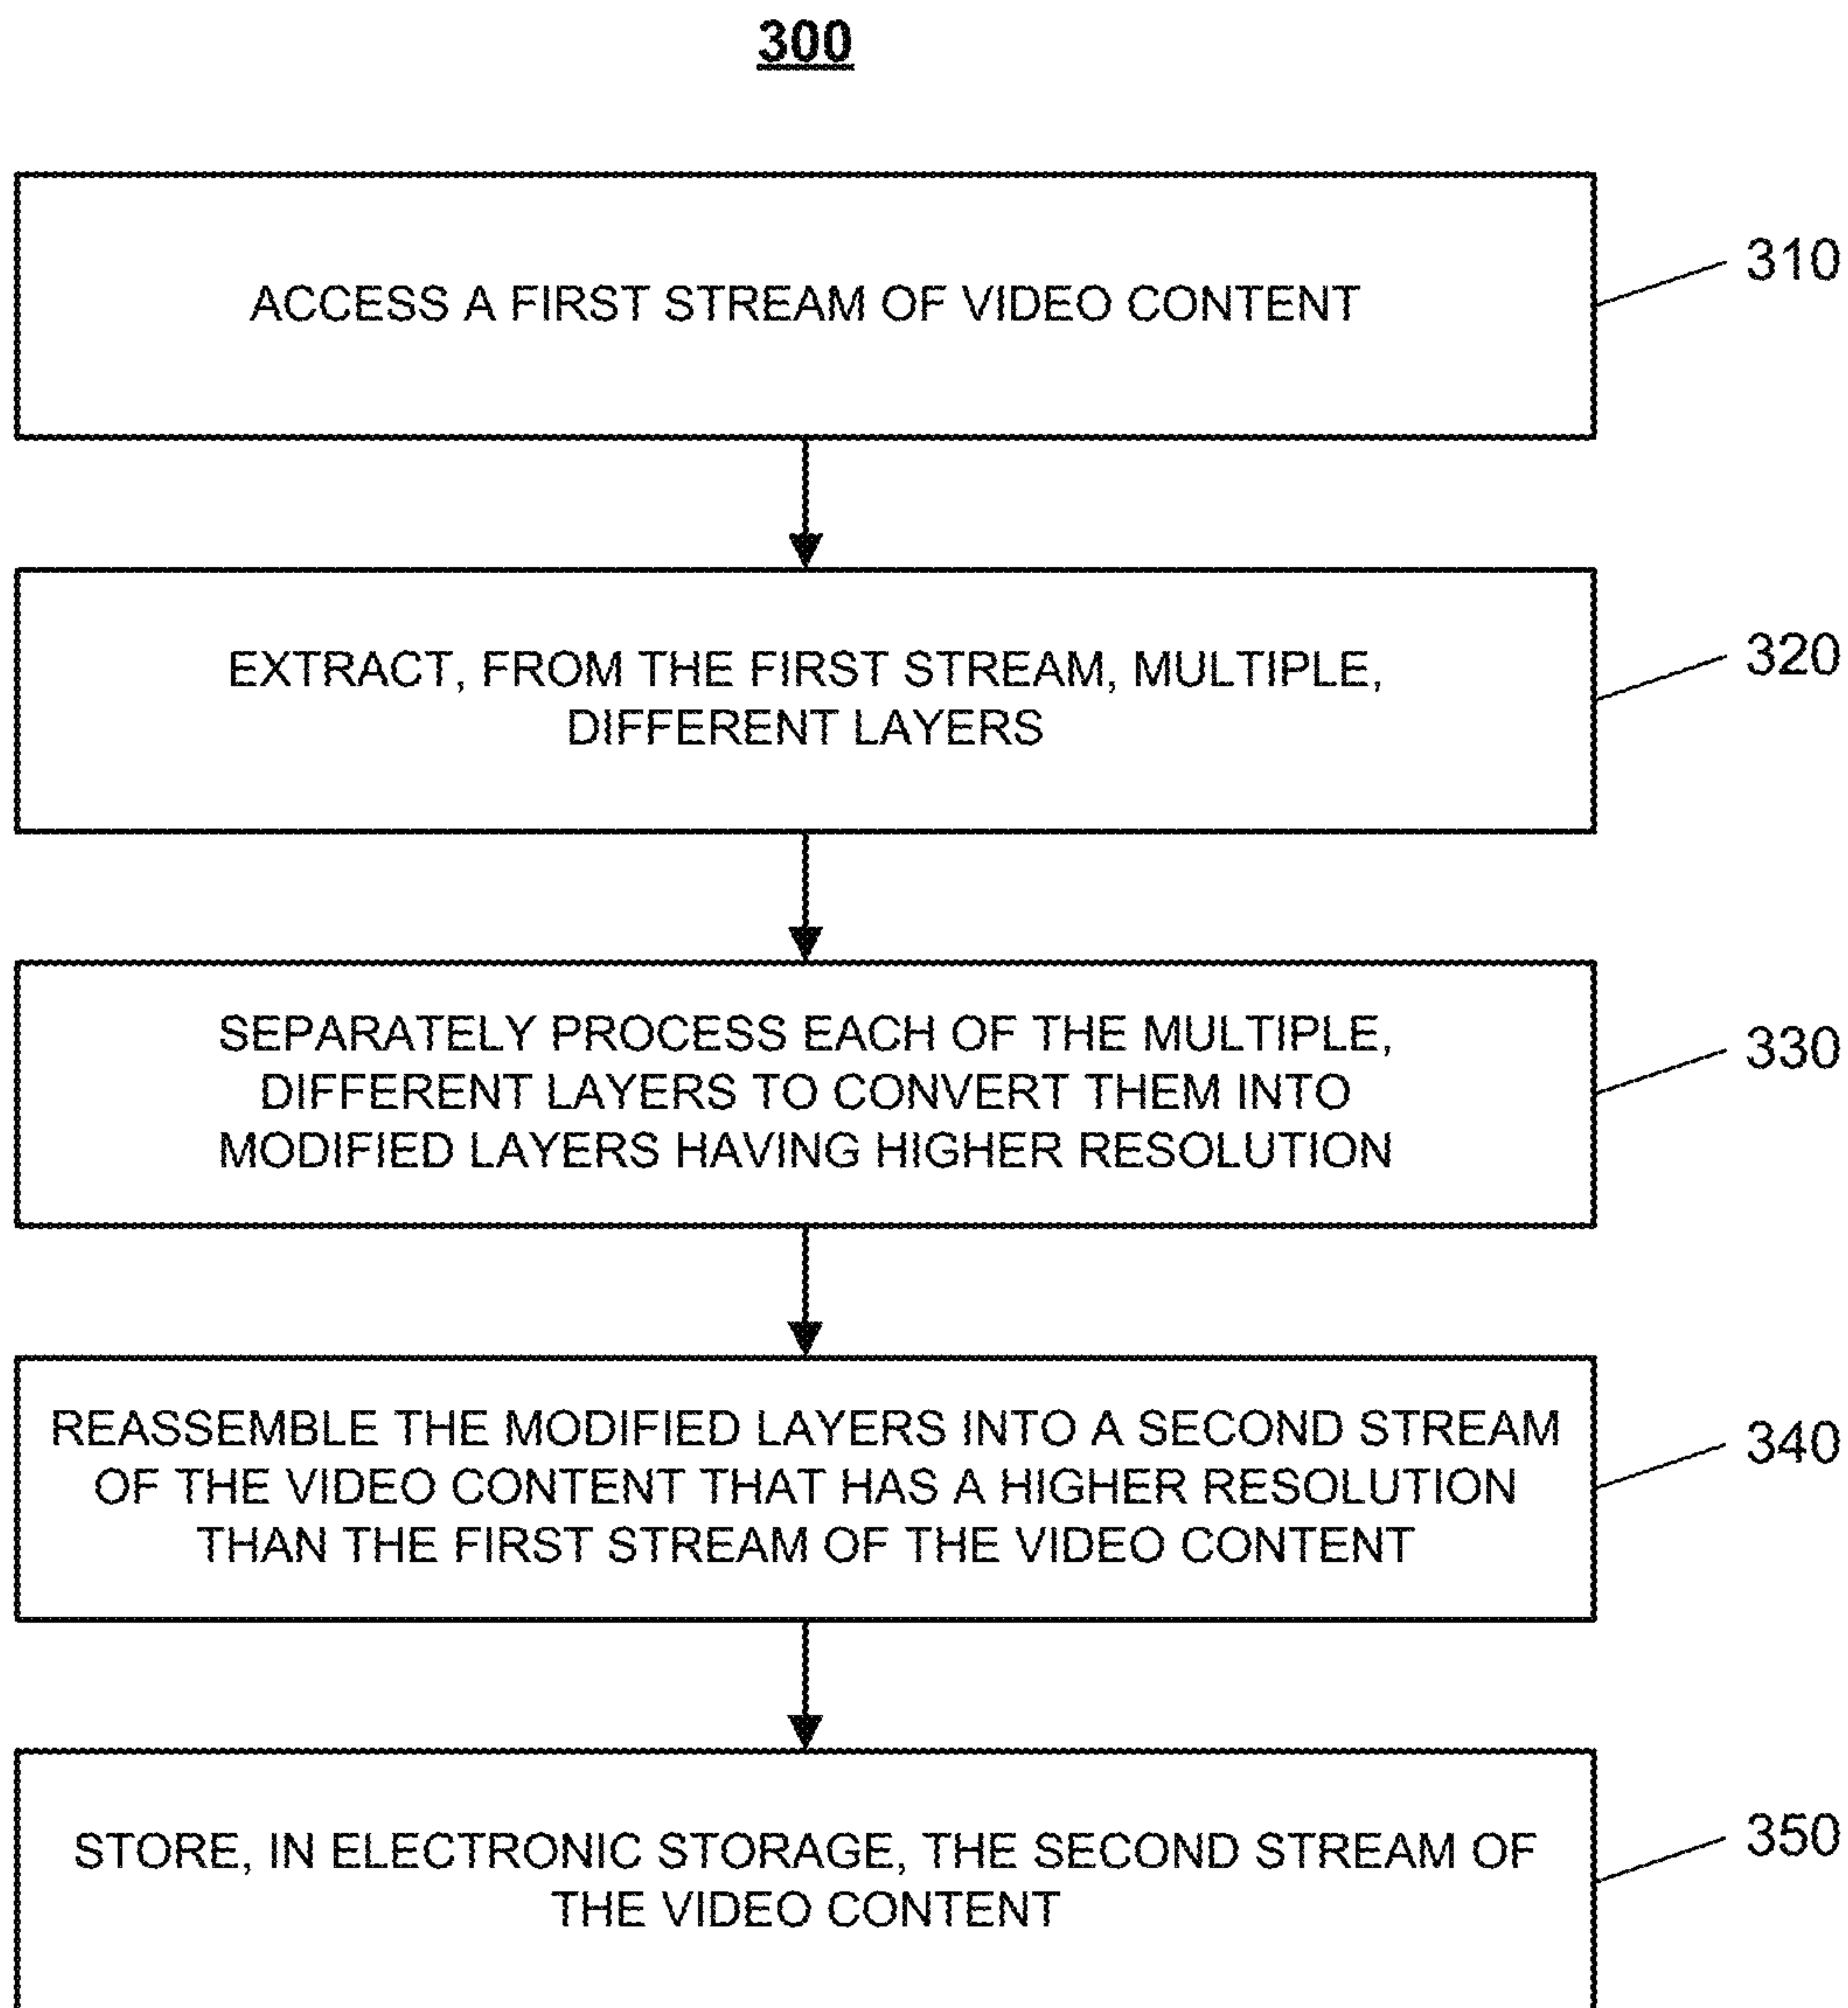 300
ACCESS A FIRST STREAM OF VIDEO CONTENT
310
EXTRACT, FROM THE FIRST STREAM, MULTIPLE,
DIFFERENT LAYERS
320
SEPARATELY PROCESS EACH OF THE MULTIPLE,
DIFFERENT LAYERS TO CONVERT THEM INTO
MODIFIED LAYERS HAVING HIGHER RESOLUTION
330
REASSEMBLE THE MODIFIED LAYERS INTO A SECOND STREAM
OF THE VIDEO CONTENT THAT HAS A HIGHER RESOLUTION
THAN THE FIRST STREAM OF THE VIDEO CONTENT
340
STORE, IN ELECTRONIC STORAGE, THE SECOND STREAM OF
THE VIDEO CONTENT
350